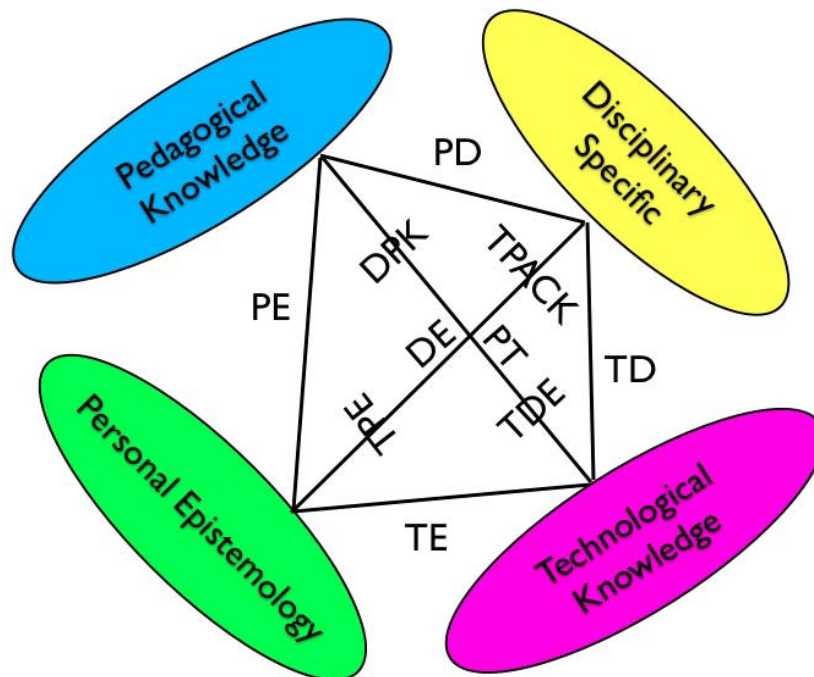 Pedagogical
Knowledge
Disciplinary
Specific
PD
DPK
TPACK
PE
DE
PT
TD
TPE
TDE
Personal Epistemology
TE
Technological
Knowledge